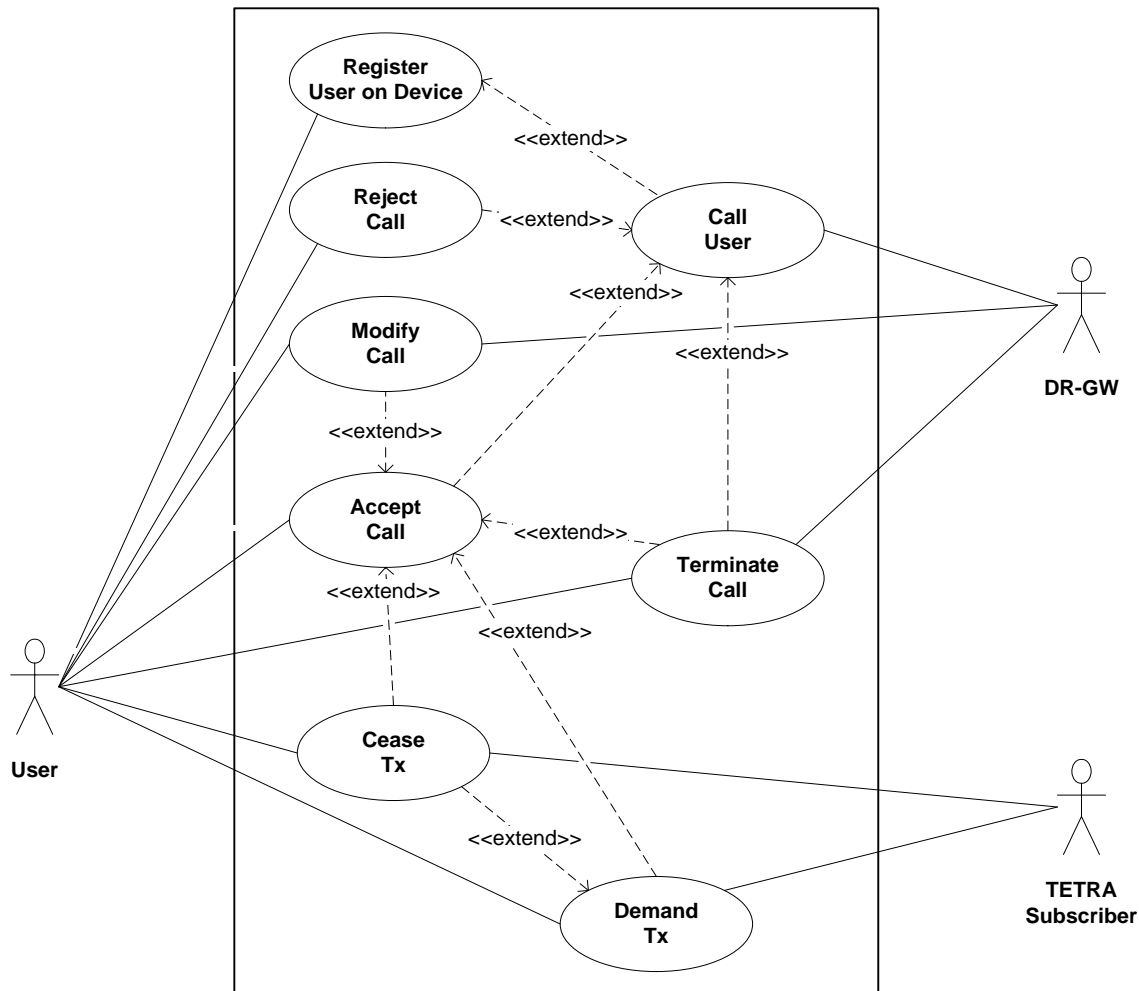 Register
User on Device
<<extend>>
Reject
Call
<<extend>>
Call
User
<<extend>>
Modify
Call
<<extend>>
DR-GW
<<extend>>
Accept
Call
<<extend>>
Terminate
Call
<<extend>>
<<extend>>
User
Cease
Tx
<<extend>>
TETRA
Subscriber
Demand
Tx